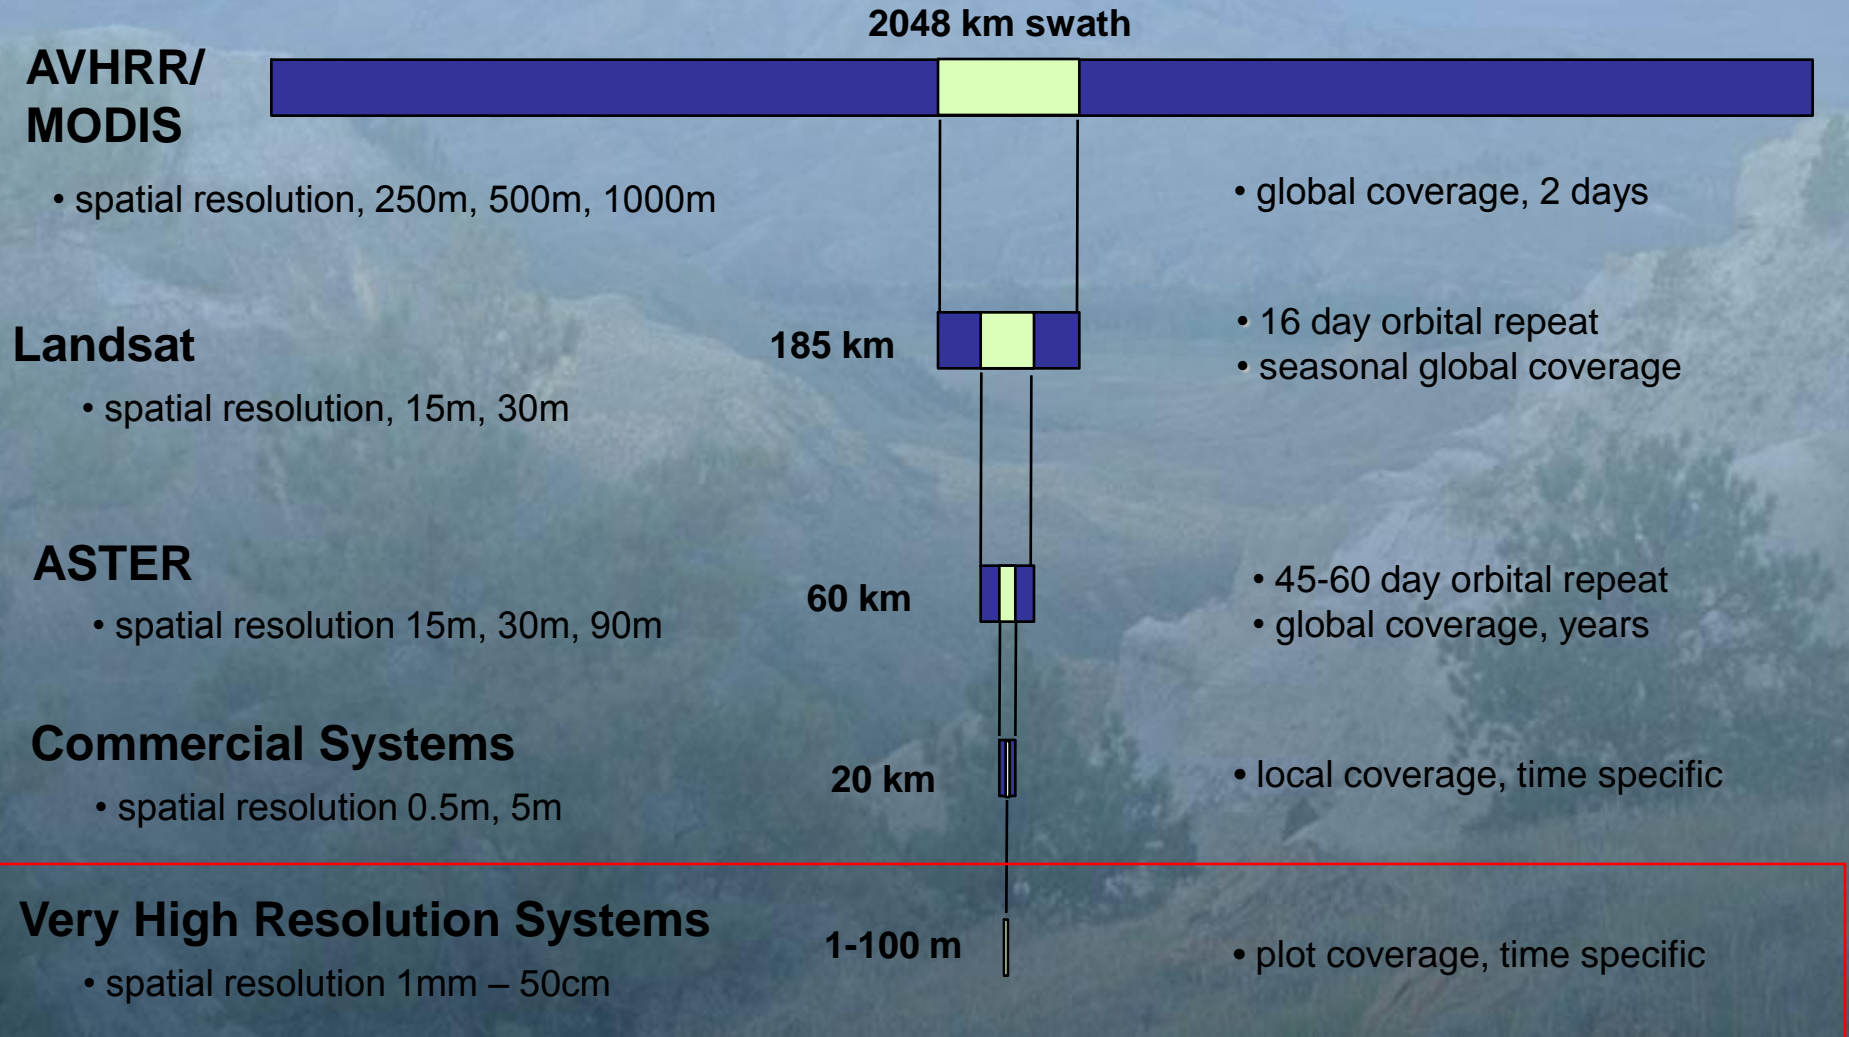 2048 km swath
AVHRR/
MODIS
• spatial resolution, 250m, 500m, 1000m
• global coverage, 2 days
Landsat
• spatial resolution, 15m, 30m
185 km
• 16 day orbital repeat
• seasonal global coverage
ASTER
• spatial resolution 15m, 30m, 90m
60 km
• 45-60 day orbital repeat
• global coverage, years
Commercial Systems
• spatial resolution 0.5m, 5m
20 km
• local coverage, time specific
Very High Resolution Systems
• spatial resolution 1mm – 50cm
1-100 m
• plot coverage, time specific